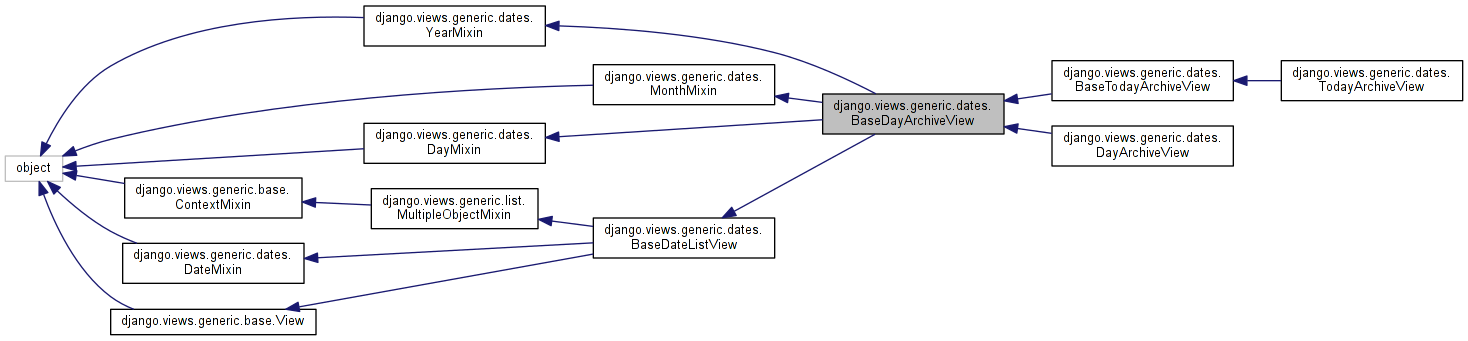 django.views.generic.dates.
YearMixin
django.views.generic.dates.
MonthMixin
django.views.generic.dates.
BaseTodayArchiveView
django.views.generic.dates.
TodayArchiveView
django.views.generic.dates.
BaseDayArchiveView
django.views.generic.dates.
DayMixin
django.views.generic.dates.
DayArchiveView
object
django.views.generic.base.
ContextMixin
django.views.generic.list.
MultipleObjectMixin
django.views.generic.dates.
BaseDateListView
django.views.generic.dates.
DateMixin
django.views.generic.base.View